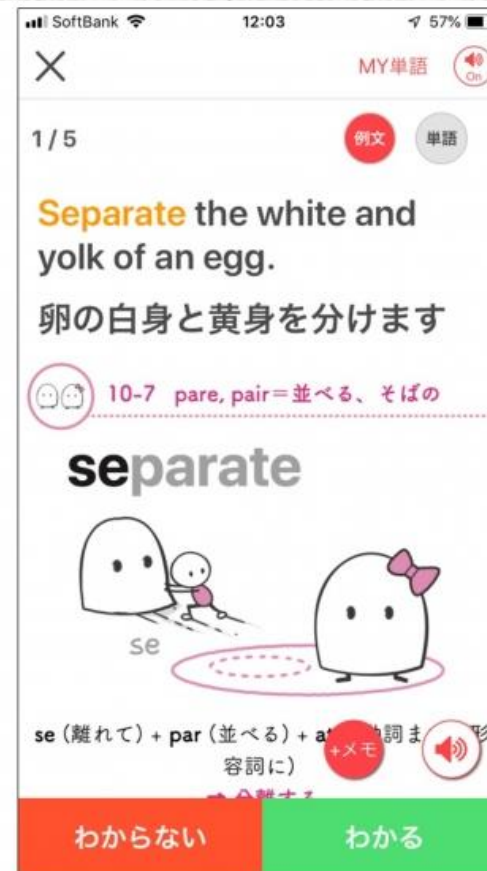 SoftBank 12:03 57%
MY単語 On
1 / 5 例文 単語
Separate the white and
yolk of an egg.
卵の白身と黄身を分けます
10-7 pare, pair=並べる、そばの
separate
se
se (離れて) + par (並べる) + 詞ま 形
+メモ
容詞に)
わからない わかる